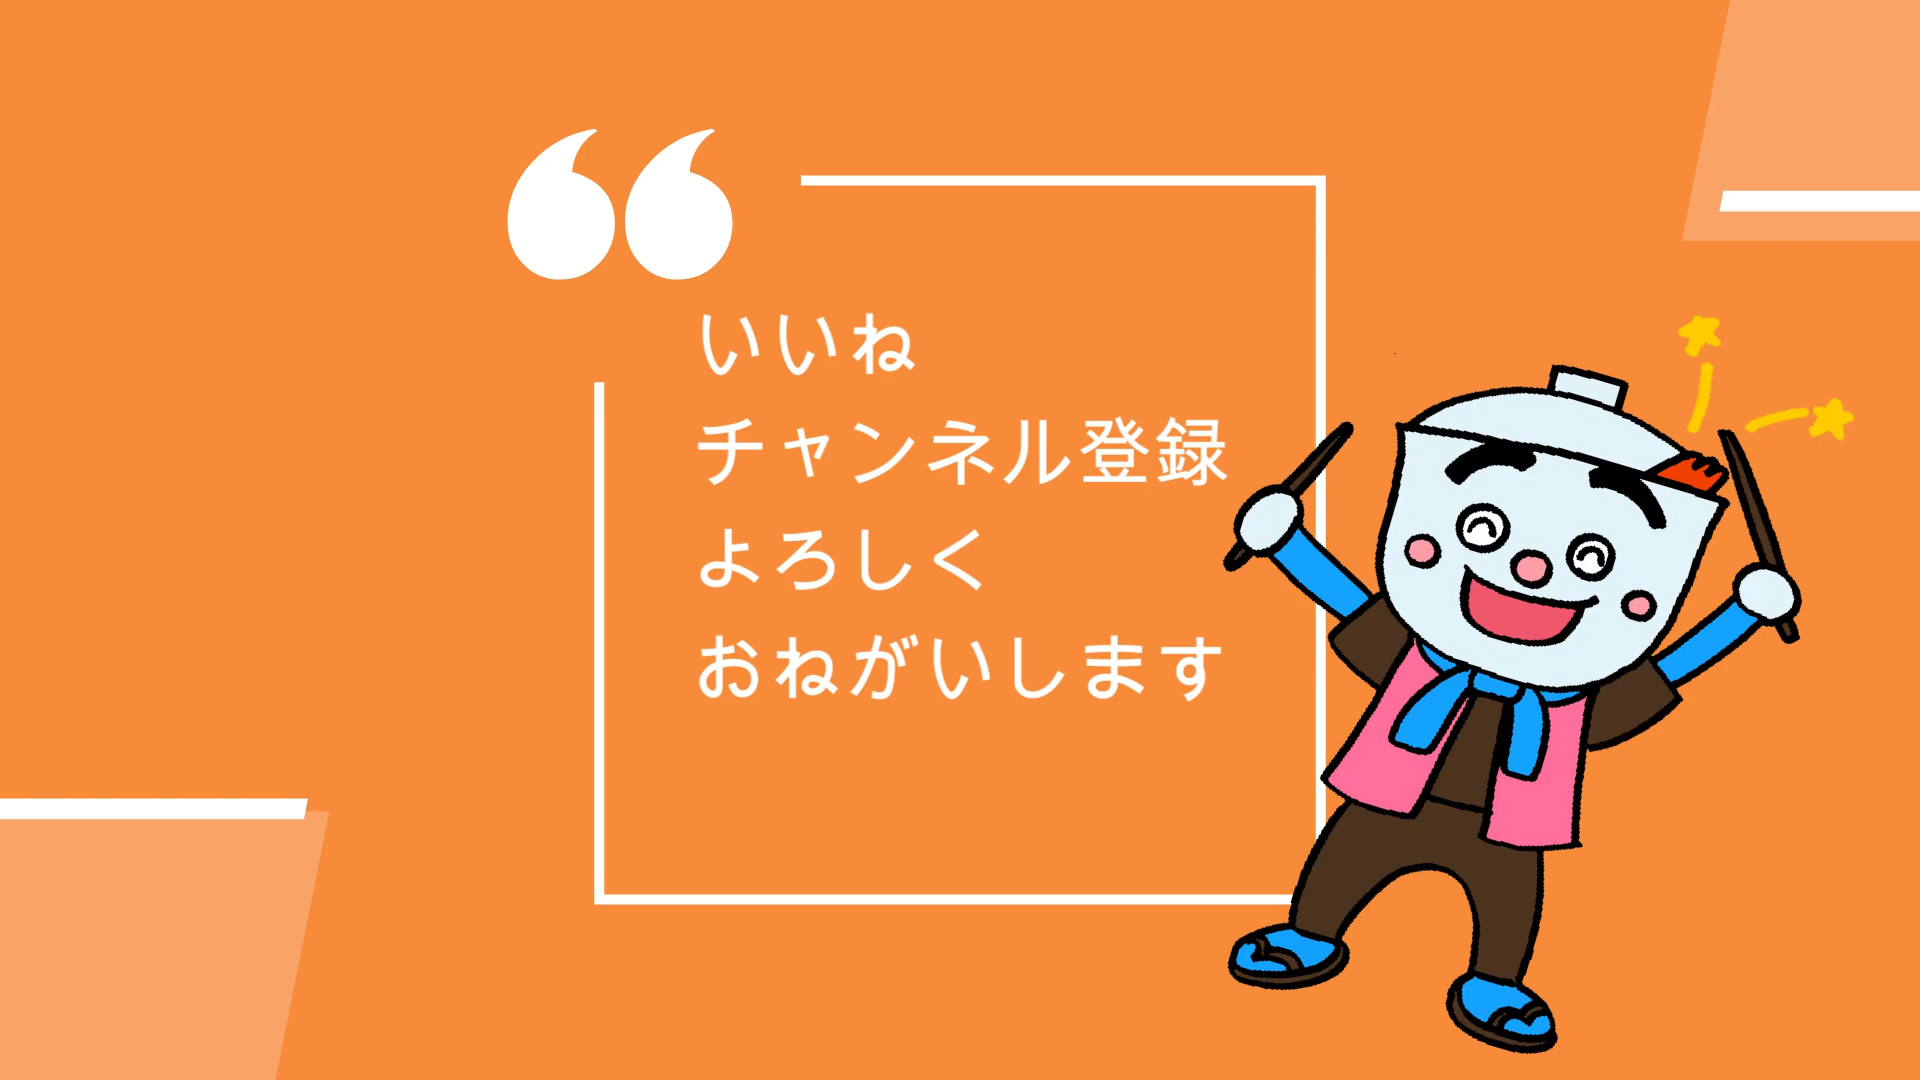 いいね
チャンネル登録
よろしく
おねがいします